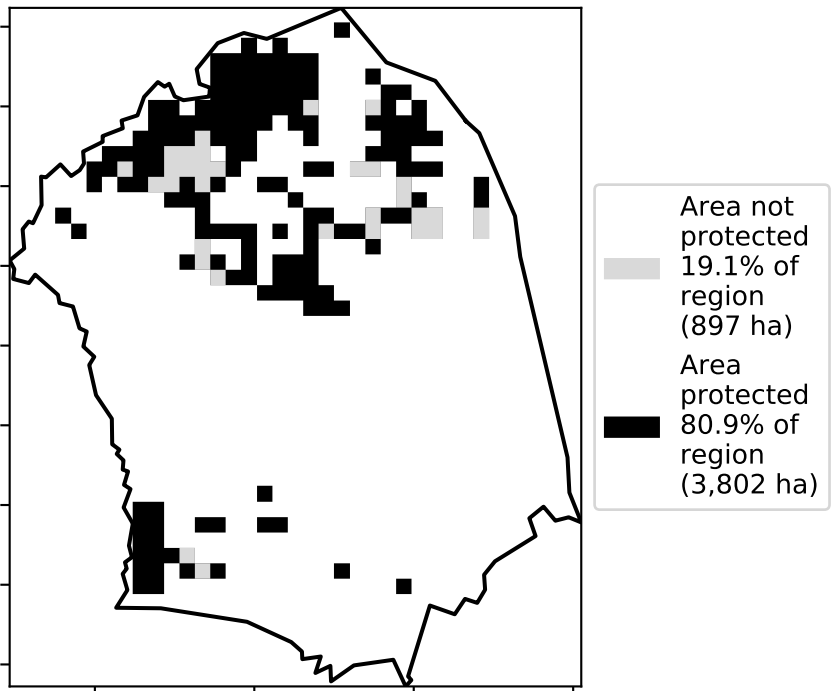 Area not
protected
19.1% of
region
(897 ha)
Area
protected
80.9% of
region
(3,802 ha)